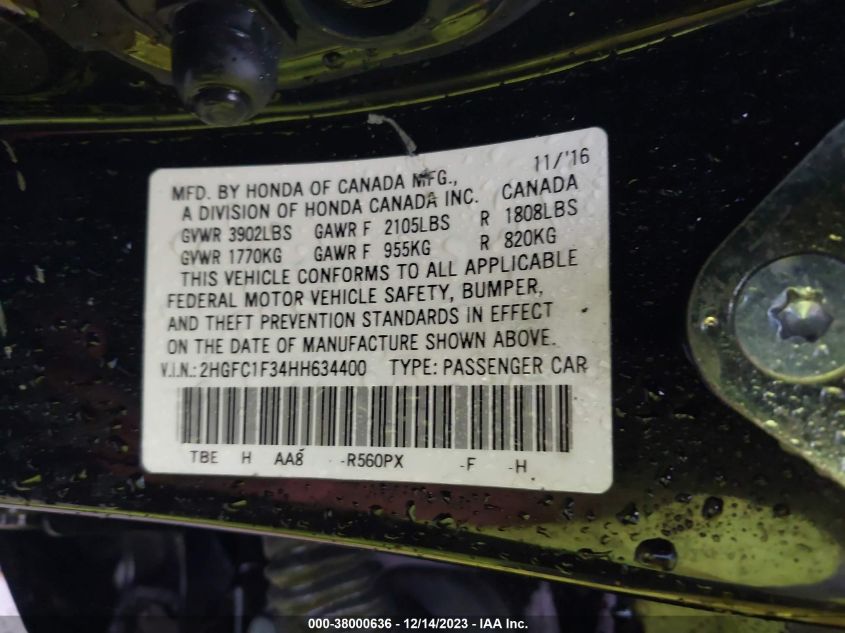 11/'16
MFD. BY HONDA OF CANADA MFG.,
A DIVISION OF HONDA CANADA INC. CANADA
GVWR 3902LBS GAWR F 2105LBS R 1808LBS
GVWR 1770KG GAWR F 955KG R 820KG
THIS VEHICLE CONFORMS TO ALL APPLICABLE
FEDERAL MOTOR VEHICLE SAFETY, BUMPER,
AND THEFT PREVENTION STANDARDS IN EFFECT
ON THE DATE OF MANUFACTURE SHOWN ABOVE.
V.I.N.: 2HGFC1F34HH634400 TYPE: PASSENGER CAR
TBE H AA8 -R560PX -F -H
000-38000636 - 12/14/2023 - IAA Inc.